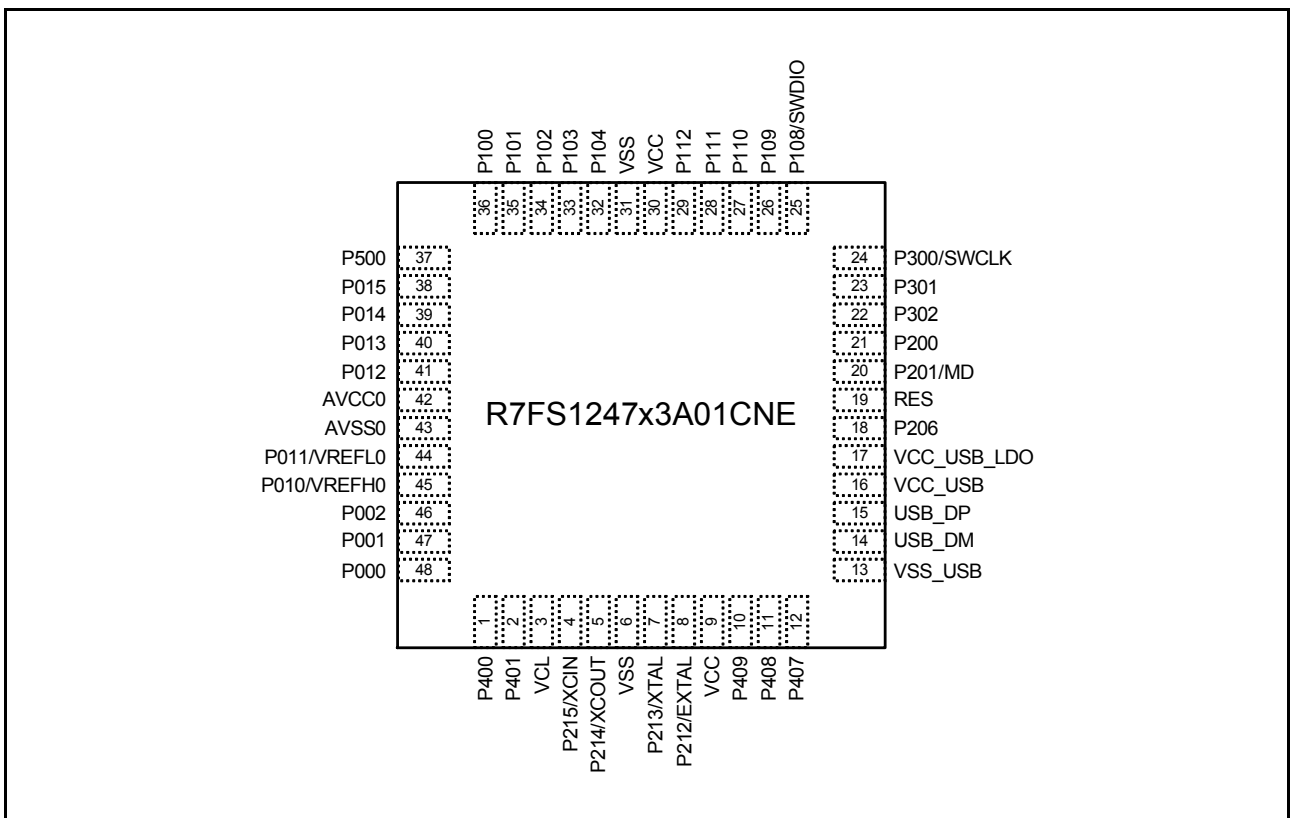 P100
P101
P102
P103
P104
VSS
VCC
P112
P111
P110
P109
P108/SWDIO
36
35
34
33
32
31
30
29
28
27
26
25
P500 37
P015 38
P014 39
P013 40
P012 41
AVCC0 42
AVSS0 43
P011/VREFL0 44
P010/VREFH0 45
P002 46
P001 47
P000 48
R7FS1247x3A01CNE
24 P300/SWCLK
23 P301
22 P302
21 P200
20 P201/MD
19 RES
18 P206
17 VCC_USB_LDO
16 VCC_USB
15 USB_DP
14 USB_DM
13 VSS_USB
1
2
3
4
5
6
7
8
9
10
11
12
P400
P401
VCL
P215/XCIN
P214/XCOUT
VSS
P213/XTAL
P212/EXTAL
VCC
P409
P408
P407